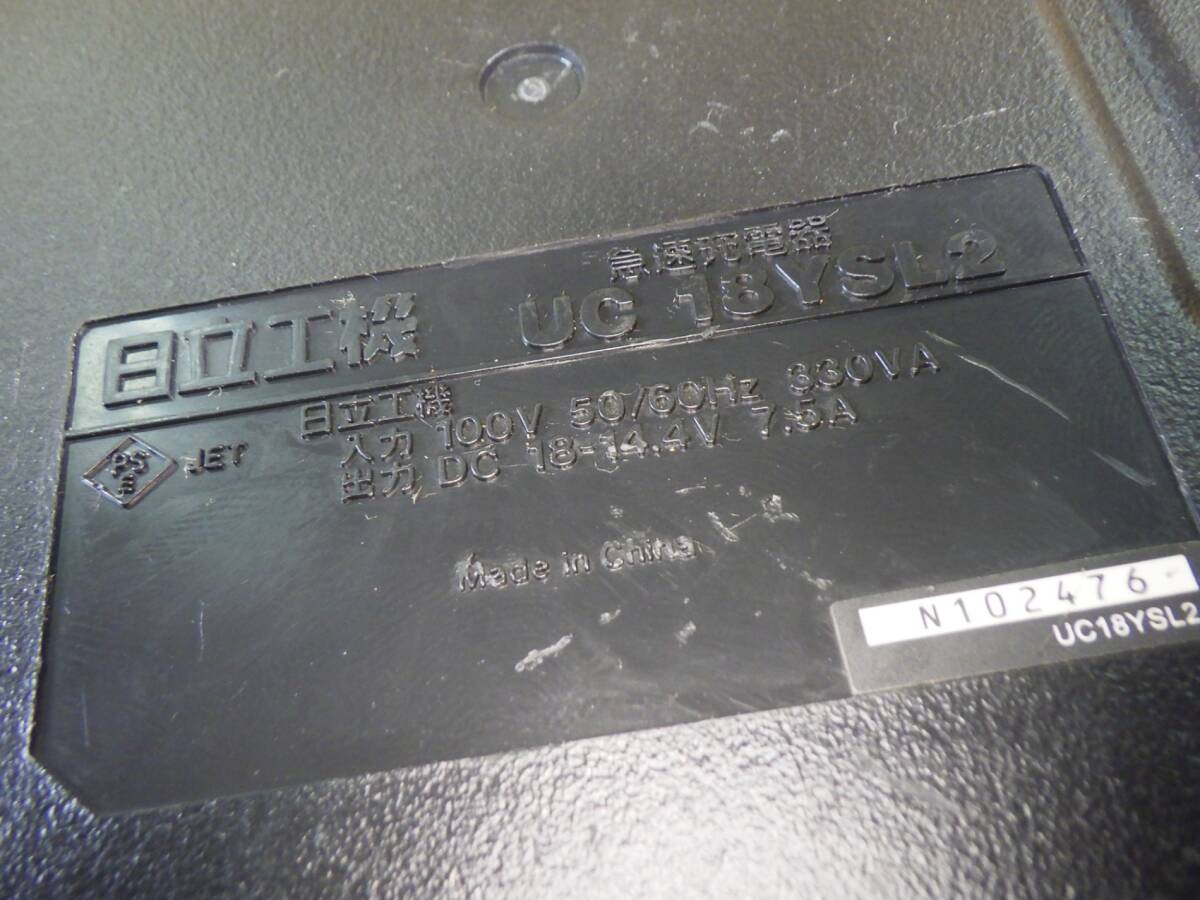 急速充電器
日立工機 UC 18YSL2
PS
E
JET
日立工機
入力 100V 50/60Hz 330VA
出力 DC 18-14.4V 7.5A
Made in China
N102476
UC18YSL2